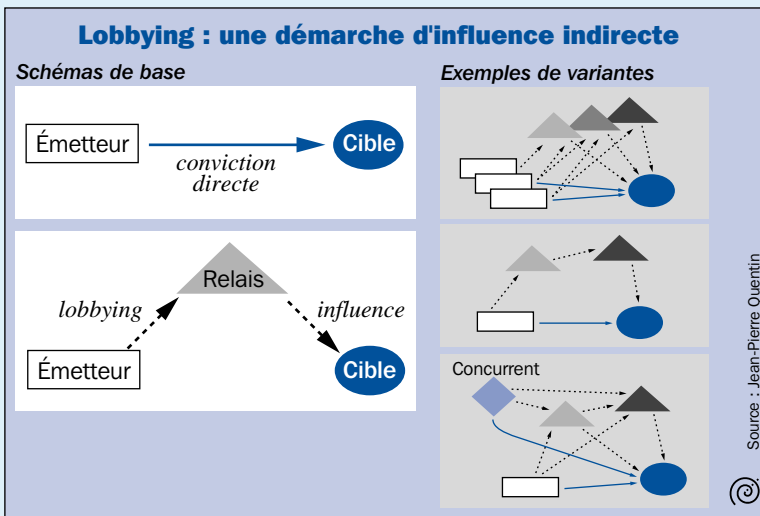 Lobbying : une démarche d'influence indirecte
Schémas de base
Émetteur
conviction
directe
Cible
lobbying
Relais
influence
Émetteur
Cible
Exemples de variantes
Concurrent
Source : Jean-Pierre Quentin